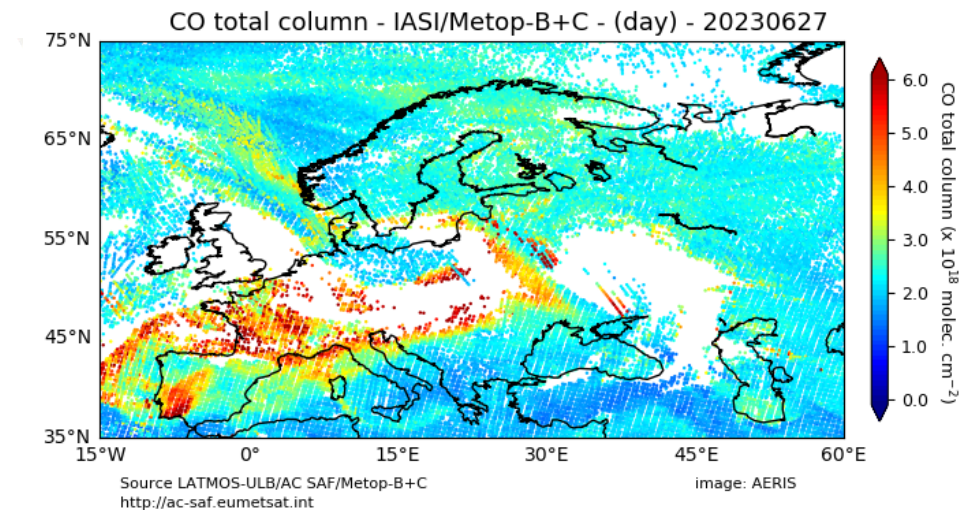 CO total column - IASI/Metop-B+C - (day) - 20230627
75°N
65°N
55°N
45°N
35°N
15°W 0° 15°E 30°E 45°E 60°E
6.0
5.0
4.0
3.0
2.0
1.0
0.0
CO total column (x 10¹⁸ molec. cm⁻²)
Source LATMOS-ULB/AC SAF/Metop-B+C
image: AERIS
http://ac-saf.eumetsat.int